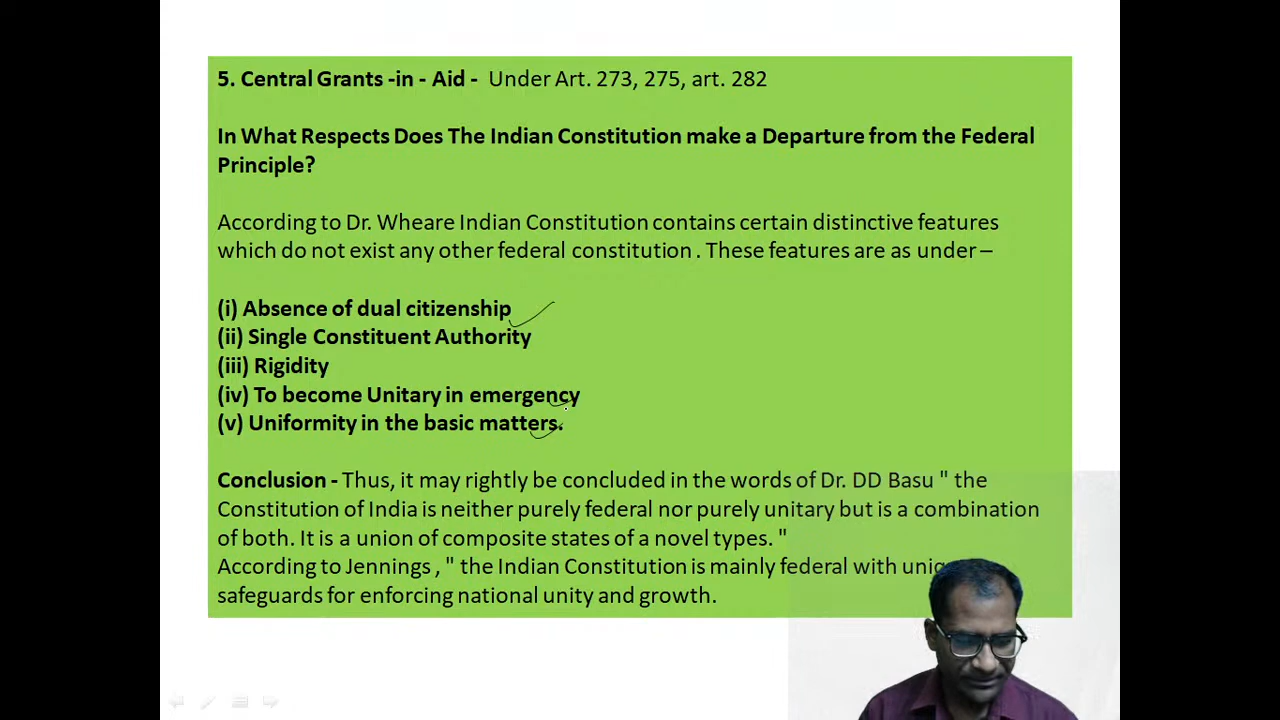 5. Central Grants -in - Aid - Under Art. 273, 275, art. 282
In What Respects Does The Indian Constitution make a Departure from the Federal
Principle?
According to Dr. Wheare Indian Constitution contains certain distinctive features
which do not exist any other federal constitution . These features are as under –
(i) Absence of dual citizenship
(ii) Single Constituent Authority
(iii) Rigidity
(iv) To become Unitary in emergency
(v) Uniformity in the basic matters.
Conclusion - Thus, it may rightly be concluded in the words of Dr. DD Basu " the
Constitution of India is neither purely federal nor purely unitary but is a combination
of both. It is a union of composite states of a novel types. "
According to Jennings , " the Indian Constitution is mainly federal with
safeguards for enforcing national unity and growth.